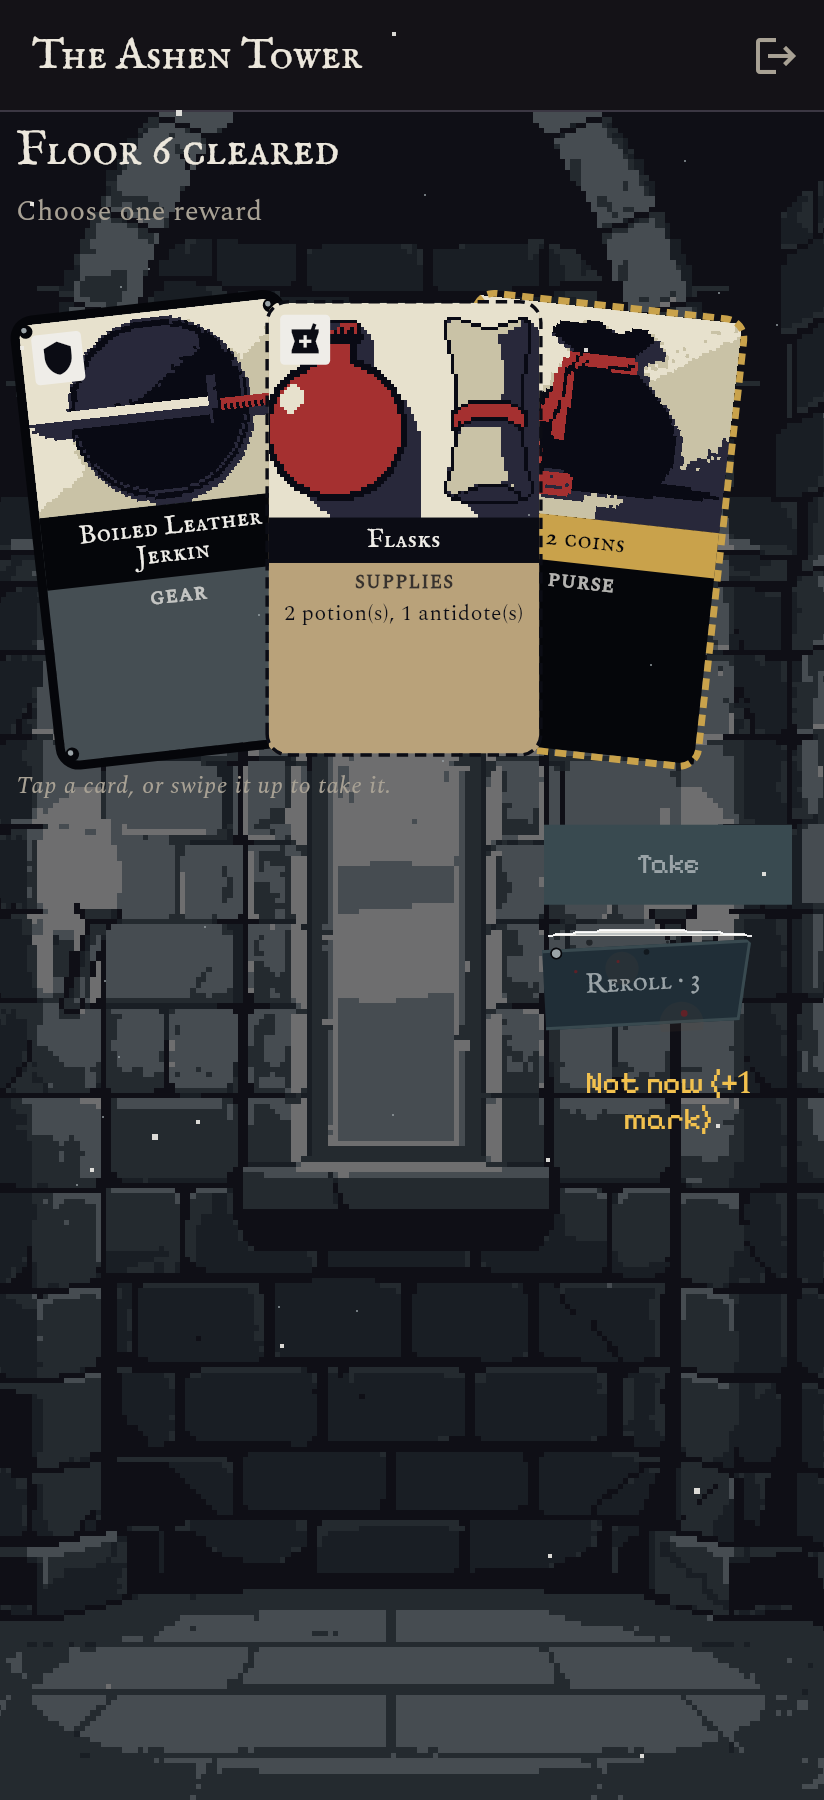 The Ashen Tower
Floor 6 cleared
Choose one reward
Boiled Leather
Jerkin
GEAR
Flasks
SUPPLIES
2 potion(s), 1 antidote(s)
2 coins
PURSE
Tap a card, or swipe it up to take it.
Take
Reroll · 3
Not now (+1
mark)